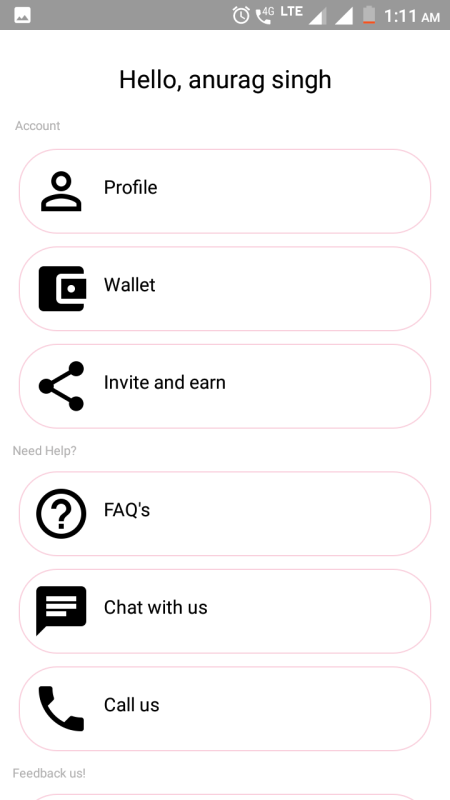 4G LTE 1:11 AM
Hello, anurag singh
Account
Profile
Wallet
Invite and earn
Need Help?
FAQ's
Chat with us
Call us
Feedback us!